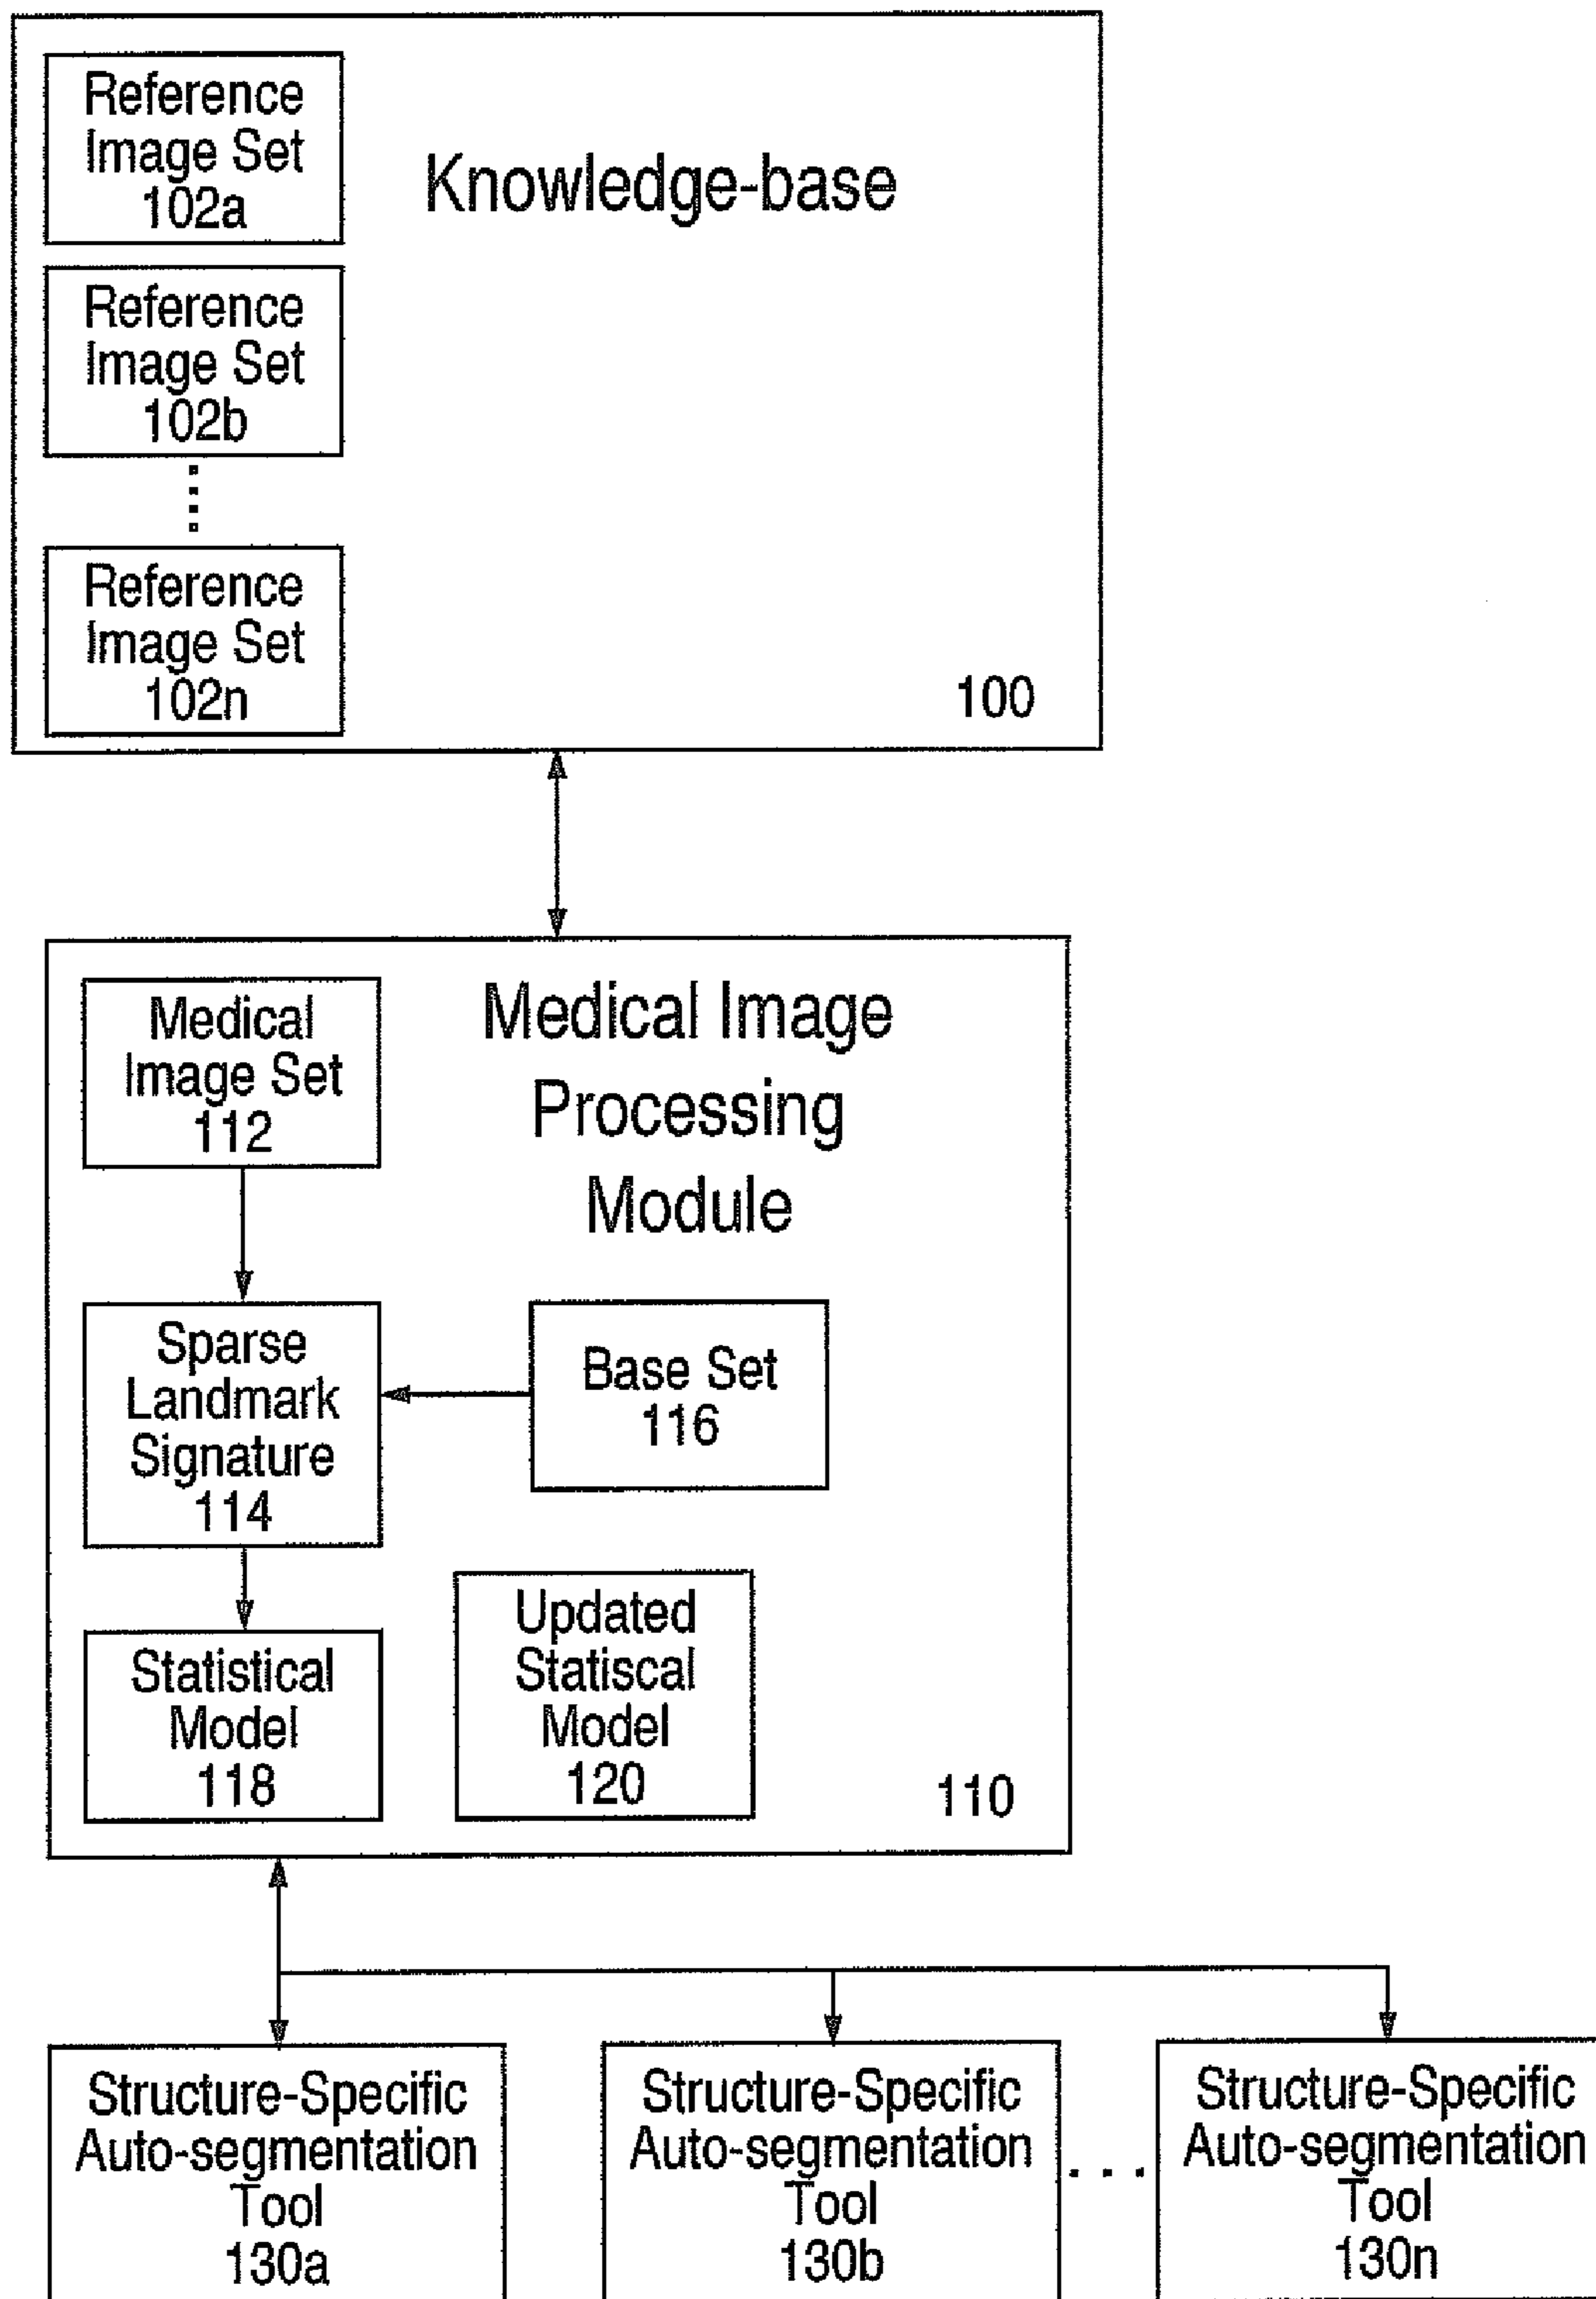 Reference
Image Set
102a
Knowledge-base
Reference
Image Set
102b
Reference
Image Set
102n
100
Medical
Image Set
112
Medical Image
Processing
Module
Sparse
Landmark
Signature
114
Base Set
116
Statistical
Model
118
Updated
Statiscal
Model
120
110
Structure-Specific
Auto-segmentation
Tool
130a
Structure-Specific
Auto-segmentation
Tool
130b
. . .
Structure-Specific
Auto-segmentation
Tool
130n